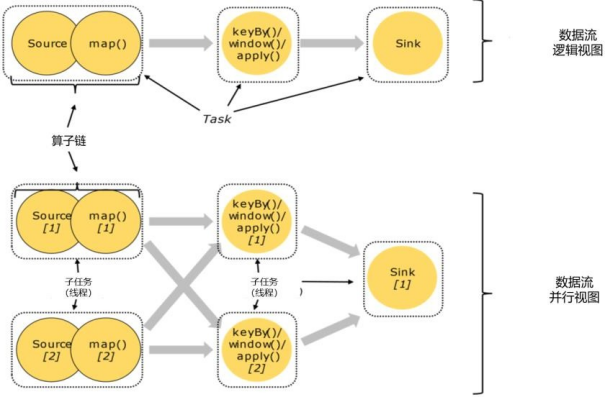 Source
map()
keyBy()/
window()/
apply()
Sink
数据流
逻辑视图
Task
算子链
Source
[1]
map()
[1]
keyBy()/
window()/
apply()
[1]
子任务
（线程）
子任务
（线程）
)
Sink
[1]
数据流
并行视图
Source
[2]
map()
[2]
keyBy()/
window()/
apply()
[2]